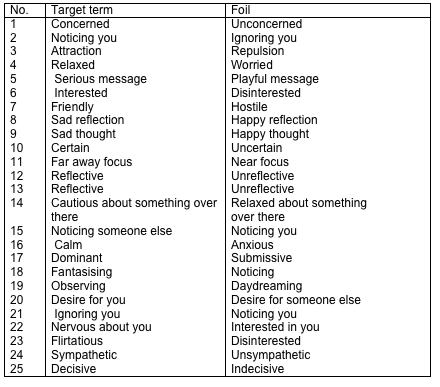 No. Target term Foil
1 Concerned Unconcerned
2 Noticing you Ignoring you
3 Attraction Repulsion
4 Relaxed Worried
5 Serious message Playful message
6 Interested Disinterested
7 Friendly Hostile
8 Sad reflection Happy reflection
9 Sad thought Happy thought
10 Certain Uncertain
11 Far away focus Near focus
12 Reflective Unreflective
13 Reflective Unreflective
14 Cautious about something over Relaxed about something
there over there
15 Noticing someone else Noticing you
16 Calm Anxious
17 Dominant Submissive
18 Fantasising Noticing
19 Observing Daydreaming
20 Desire for you Desire for someone else
21 Ignoring you Noticing you
22 Nervous about you Interested in you
23 Flirtatious Disinterested
24 Sympathetic Unsympathetic
25 Decisive Indecisive